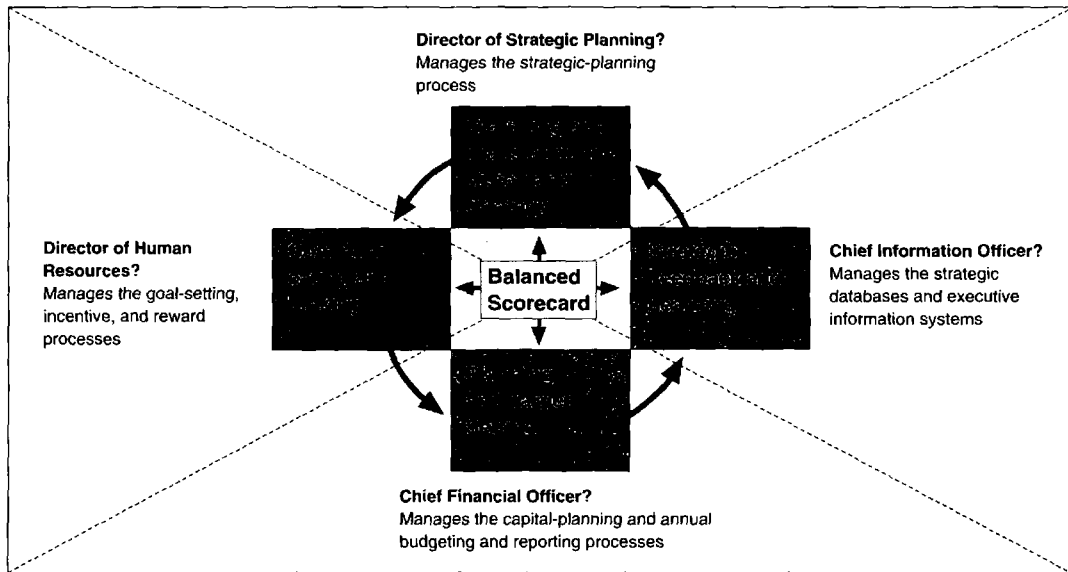 Director of Strategic Planning?
Manages the strategic-planning
process
Director of Human
Resources?
Manages the goal-setting,
incentive, and reward
processes
Balanced
Scorecard
Chief Information Officer?
Manages the strategic
databases and executive
information systems
Chief Financial Officer?
Manages the capital-planning and annual
budgeting and reporting processes